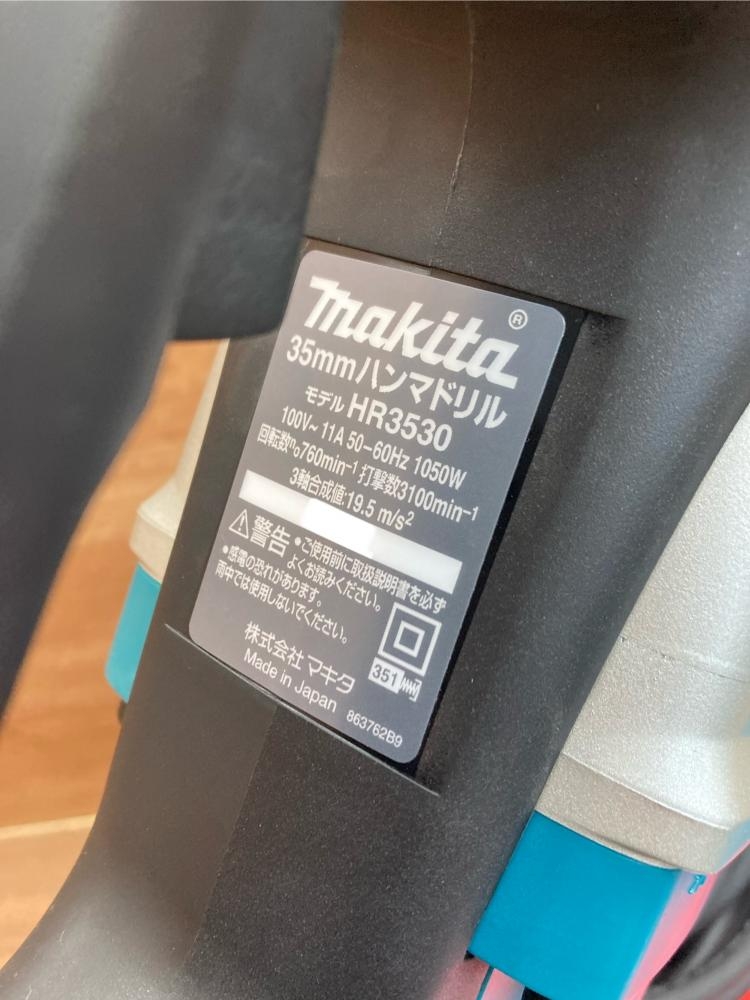 makita®
35mmハンマドリル
モデル HR3530
100V~ 11A 50-60Hz 1050W
回転数n₀760min⁻¹ 打撃数3100min⁻¹
3軸合成値:19.5 m/s²
⚠警告 •ご使用前に取扱説明書を必ず
よくお読みください。
•感電の恐れがあります。
雨中では使用しないでください。
株式会社 マキタ
351
Made in Japan
863762B9